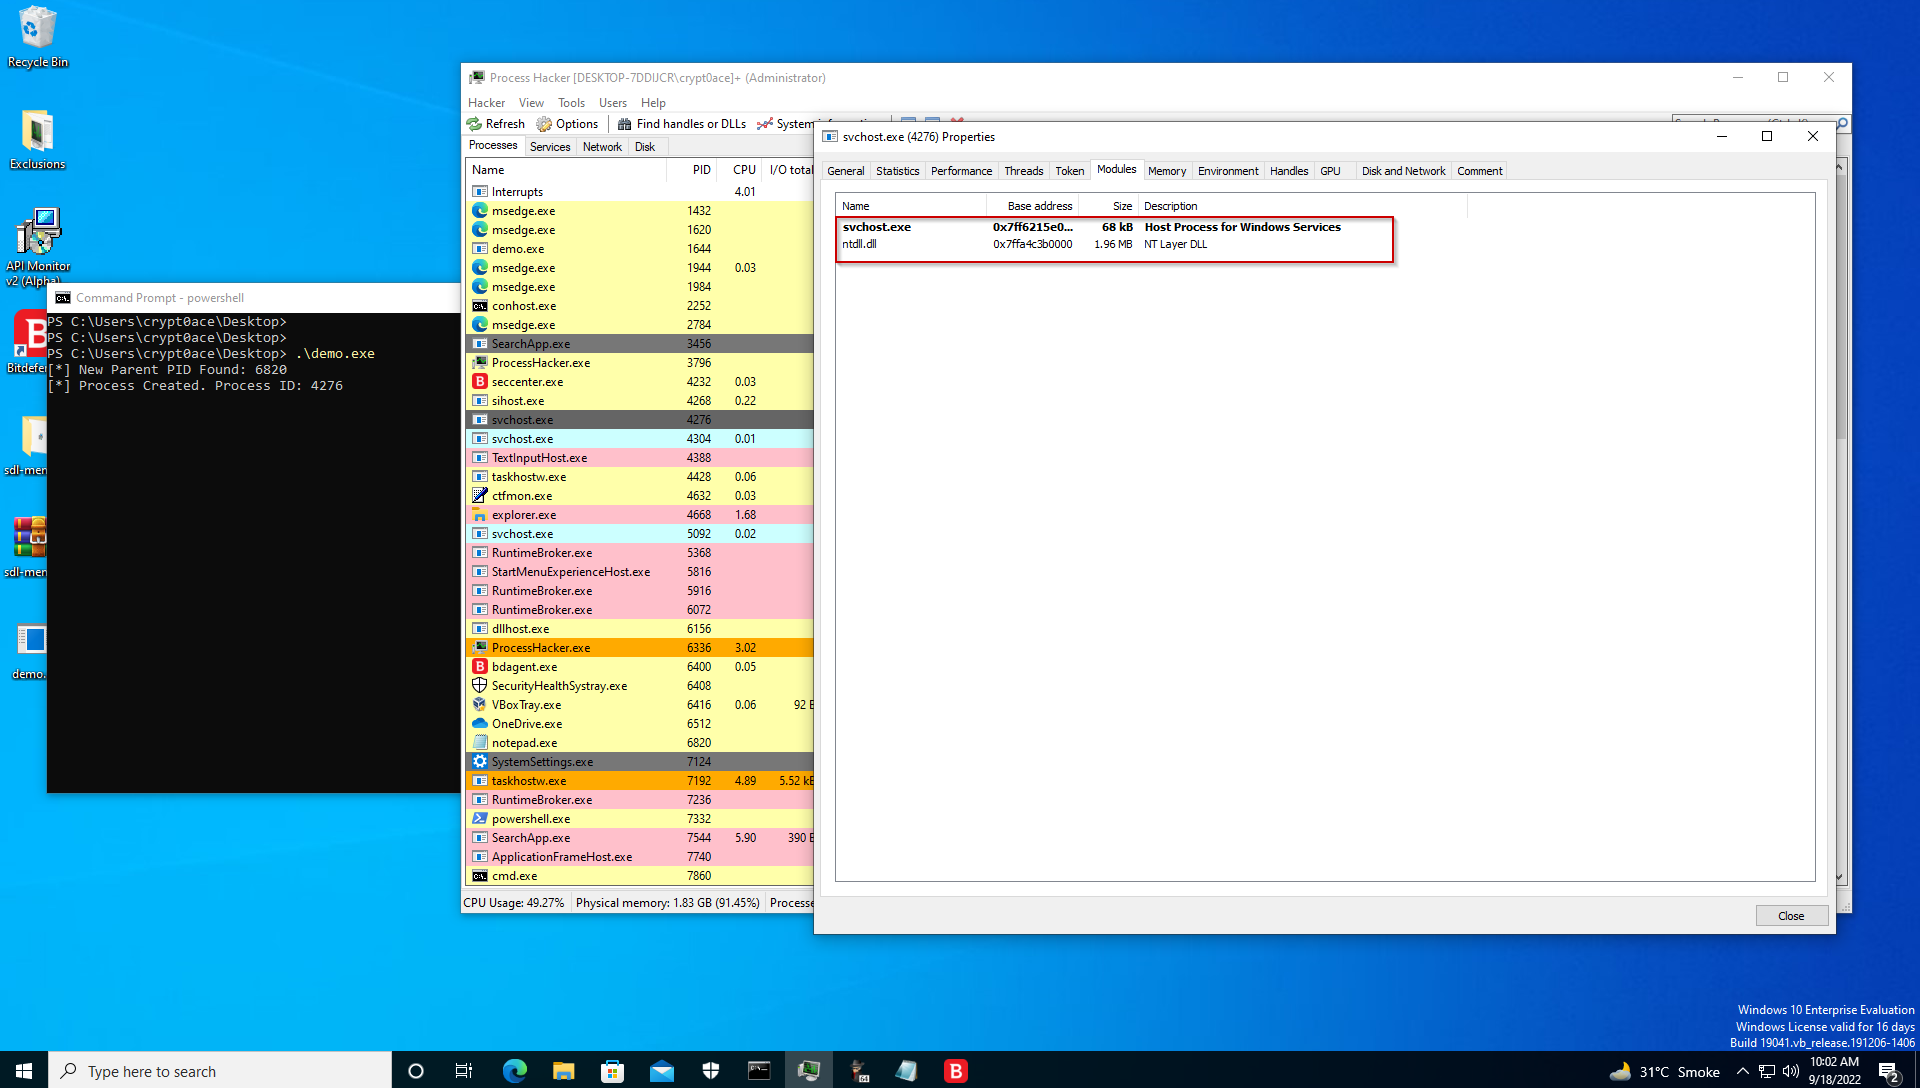 Recycle Bin
Exclusions
API Monitor
v2 (Alpha)
Bitdefen
sdl-men
sdl-men
demo.
Command Prompt - powershell
PS C:\Users\crypt0ace\Desktop>
PS C:\Users\crypt0ace\Desktop>
PS C:\Users\crypt0ace\Desktop> .\demo.exe
[*] New Parent PID Found: 6820
[*] Process Created. Process ID: 4276
Process Hacker [DESKTOP-7DDIJCR\crypt0ace]+ (Administrator)
Hacker View Tools Users Help
Refresh Options Find handles or DLLs
Processes Services Network Disk
Name PID CPU I/O total
Interrupts 4.01
msedge.exe 1432
msedge.exe 1620
demo.exe 1644
msedge.exe 1944 0.03
msedge.exe 1984
conhost.exe 2252
msedge.exe 2784
SearchApp.exe 3456
ProcessHacker.exe 3796
seccenter.exe 4232 0.03
sihost.exe 4268 0.22
svchost.exe 4276
svchost.exe 4304 0.01
TextInputHost.exe 4388
taskhostw.exe 4428 0.06
ctfmon.exe 4632 0.03
explorer.exe 4668 1.68
svchost.exe 5092 0.02
RuntimeBroker.exe 5368
StartMenuExperienceHost.exe 5816
RuntimeBroker.exe 5916
RuntimeBroker.exe 6072
dllhost.exe 6156
ProcessHacker.exe 6336 3.02
bdagent.exe 6400 0.05
SecurityHealthSystray.exe 6408
VBoxTray.exe 6416 0.06 92 B
OneDrive.exe 6512
notepad.exe 6820
SystemSettings.exe 7124
taskhostw.exe 7192 4.89 5.52 kB
RuntimeBroker.exe 7236
powershell.exe 7332
SearchApp.exe 7544 5.90 390 B
ApplicationFrameHost.exe 7740
cmd.exe 7860
CPU Usage: 49.27% Physical memory: 1.83 GB (91.45%) Processe
svchost.exe (4276) Properties
General Statistics Performance Threads Token Modules Memory Environment Handles GPU Disk and Network Comment
Name Base address Size Description
svchost.exe 0x7ff6215e0... 68 kB Host Process for Windows Services
ntdll.dll 0x7ffa4c3b0000 1.96 MB NT Layer DLL
Close
Windows 10 Enterprise Evaluation
Windows License valid for 16 days
Build 19041.vb_release.191206-1406
Type here to search
64
31°C Smoke
10:02 AM
9/18/2022
2